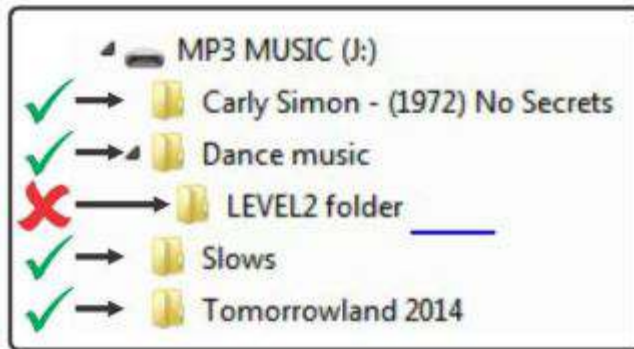 MP3 MUSIC (J:)
Carly Simon - (1972) No Secrets
Dance music
LEVEL2 folder
Slows
Tomorrowland 2014